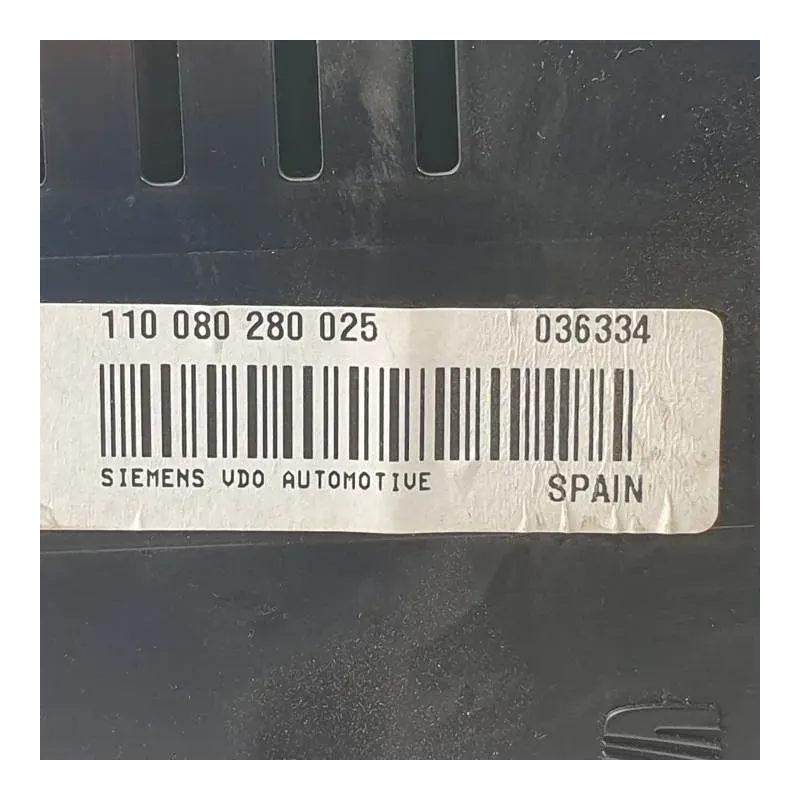 110 080 280 025 036334
SIEMENS VDO AUTOMOTIVE SPAIN